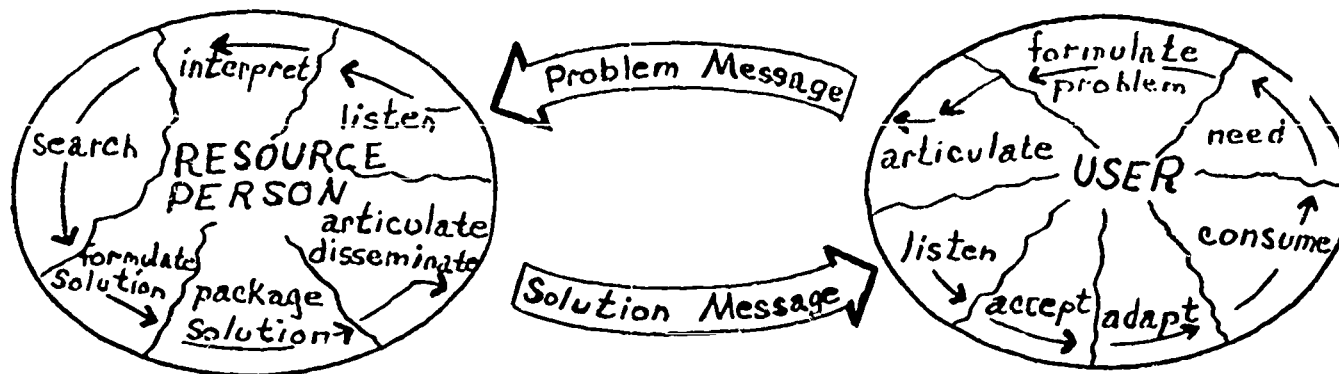 interpret
listen
search
RESOURCE
PERSON
formulate
solution
package
solution
articulate
disseminate
Problem Message
Solution Message
formulate
problem
articulate
need
USER
listen
accept
adapt
consume